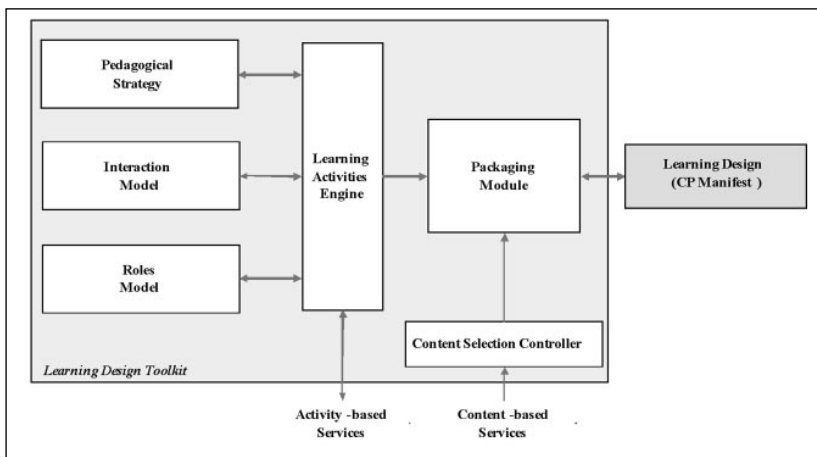 Pedagogical
Strategy
Interaction
Model
Roles
Model
Learning
Activities
Engine
Packaging
Module
Learning Design
(CP Manifest )
Content Selection Controller
Learning Design Toolkit
Activity -based
Services
Content -based
Services